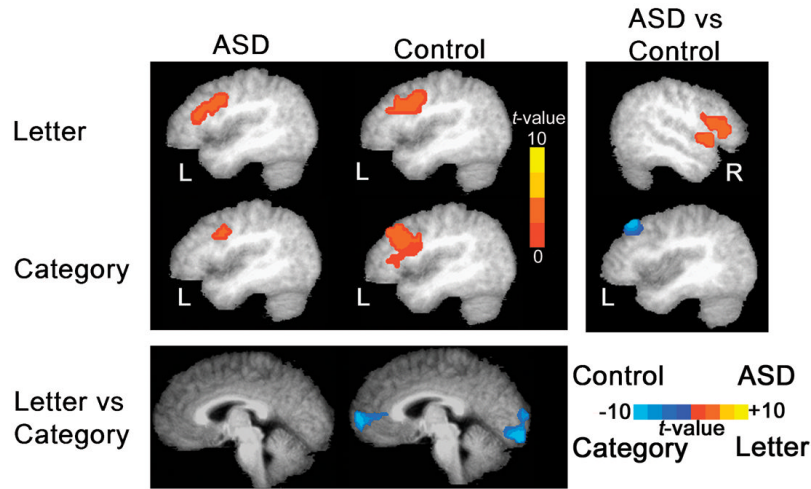 ASD
Control
ASD vs
Control
Letter
t-value
10
0
L
L
R
Category
L
L
L
Letter vs
Category
Control
ASD
-10
+10
t-value
Category
Letter